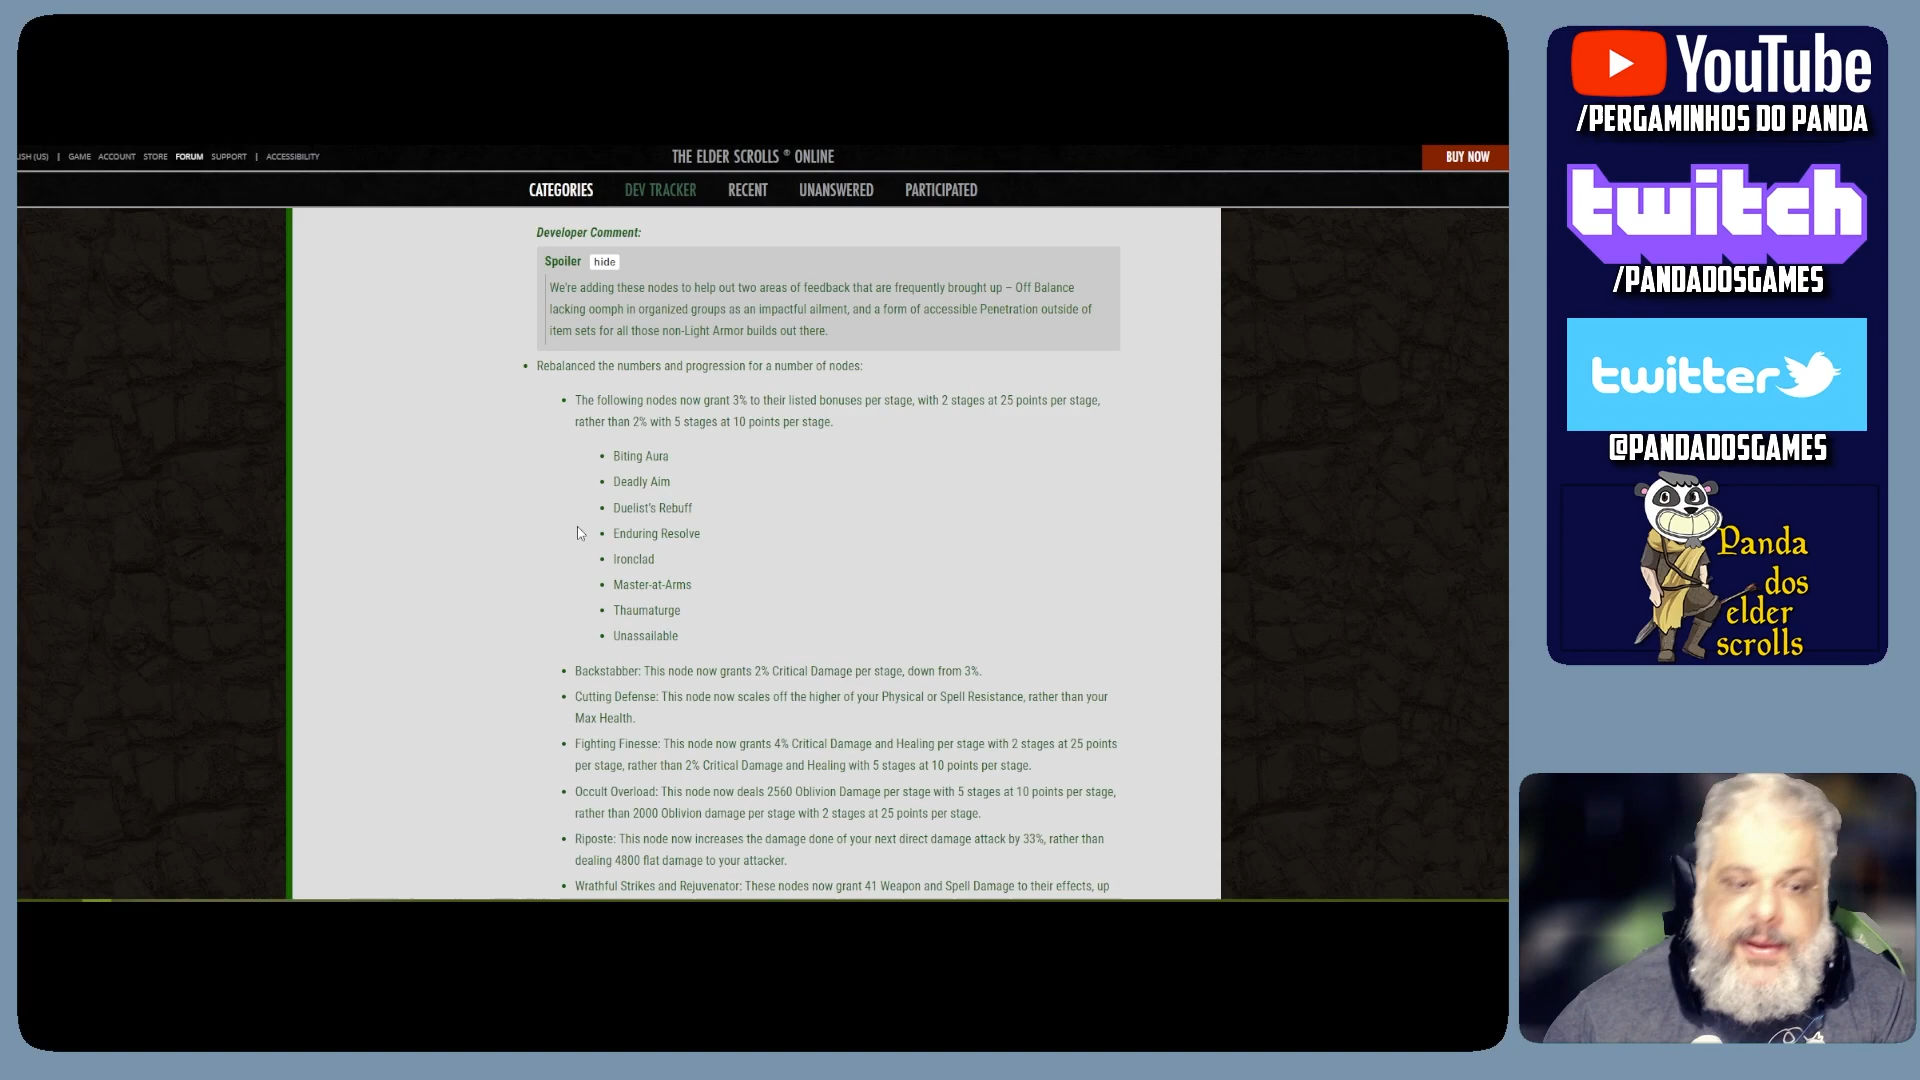 JSH (US) | GAME ACCOUNT STORE FORUM SUPPORT | ACCESSIBILITY
THE ELDER SCROLLS ® ONLINE
BUY NOW
CATEGORIES DEV TRACKER RECENT UNANSWERED PARTICIPATED
Developer Comment:
Spoiler hide
We're adding these nodes to help out two areas of feedback that are frequently brought up – Off Balance
lacking oomph in organized groups as an impactful ailment, and a form of accessible Penetration outside of
item sets for all those non-Light Armor builds out there.
• Rebalanced the numbers and progression for a number of nodes:
• The following nodes now grant 3% to their listed bonuses per stage, with 2 stages at 25 points per stage,
rather than 2% with 5 stages at 10 points per stage.
• Biting Aura
• Deadly Aim
• Duelist's Rebuff
• Enduring Resolve
• Ironclad
• Master-at-Arms
• Thaumaturge
• Unassailable
• Backstabber: This node now grants 2% Critical Damage per stage, down from 3%.
• Cutting Defense: This node now scales off the higher of your Physical or Spell Resistance, rather than your
Max Health.
• Fighting Finesse: This node now grants 4% Critical Damage and Healing per stage with 2 stages at 25 points
per stage, rather than 2% Critical Damage and Healing with 5 stages at 10 points per stage.
• Occult Overload: This node now deals 2560 Oblivion Damage per stage with 5 stages at 10 points per stage,
rather than 2000 Oblivion damage per stage with 2 stages at 25 points per stage.
• Riposte: This node now increases the damage done of your next direct damage attack by 33%, rather than
dealing 4800 flat damage to your attacker.
• Wrathful Strikes and Rejuvenator: These nodes now grant 41 Weapon and Spell Damage to their effects, up
YouTube
/PERGAMINHOS DO PANDA
twitch
/PANDADOSGAMES
twitter
@PANDADOSGAMES
Panda
dos
elder
scrolls